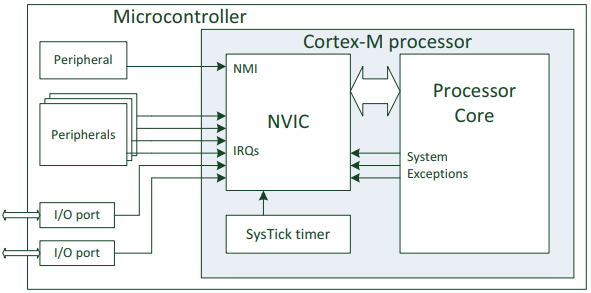 Microcontroller
Cortex-M processor
Peripheral
NMI
Processor
Core
NVIC
Peripherals
IRQs
System
Exceptions
I/O port
SysTick timer
I/O port